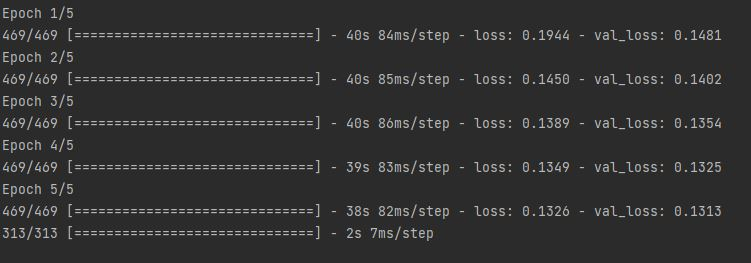 Epoch 1/5
469/469 [==============================] - 40s 84ms/step - loss: 0.1944 - val_loss: 0.1481
Epoch 2/5
469/469 [==============================] - 40s 85ms/step - loss: 0.1450 - val_loss: 0.1402
Epoch 3/5
469/469 [==============================] - 40s 86ms/step - loss: 0.1389 - val_loss: 0.1354
Epoch 4/5
469/469 [==============================] - 39s 83ms/step - loss: 0.1349 - val_loss: 0.1325
Epoch 5/5
469/469 [==============================] - 38s 82ms/step - loss: 0.1326 - val_loss: 0.1313
313/313 [==============================] - 2s 7ms/step